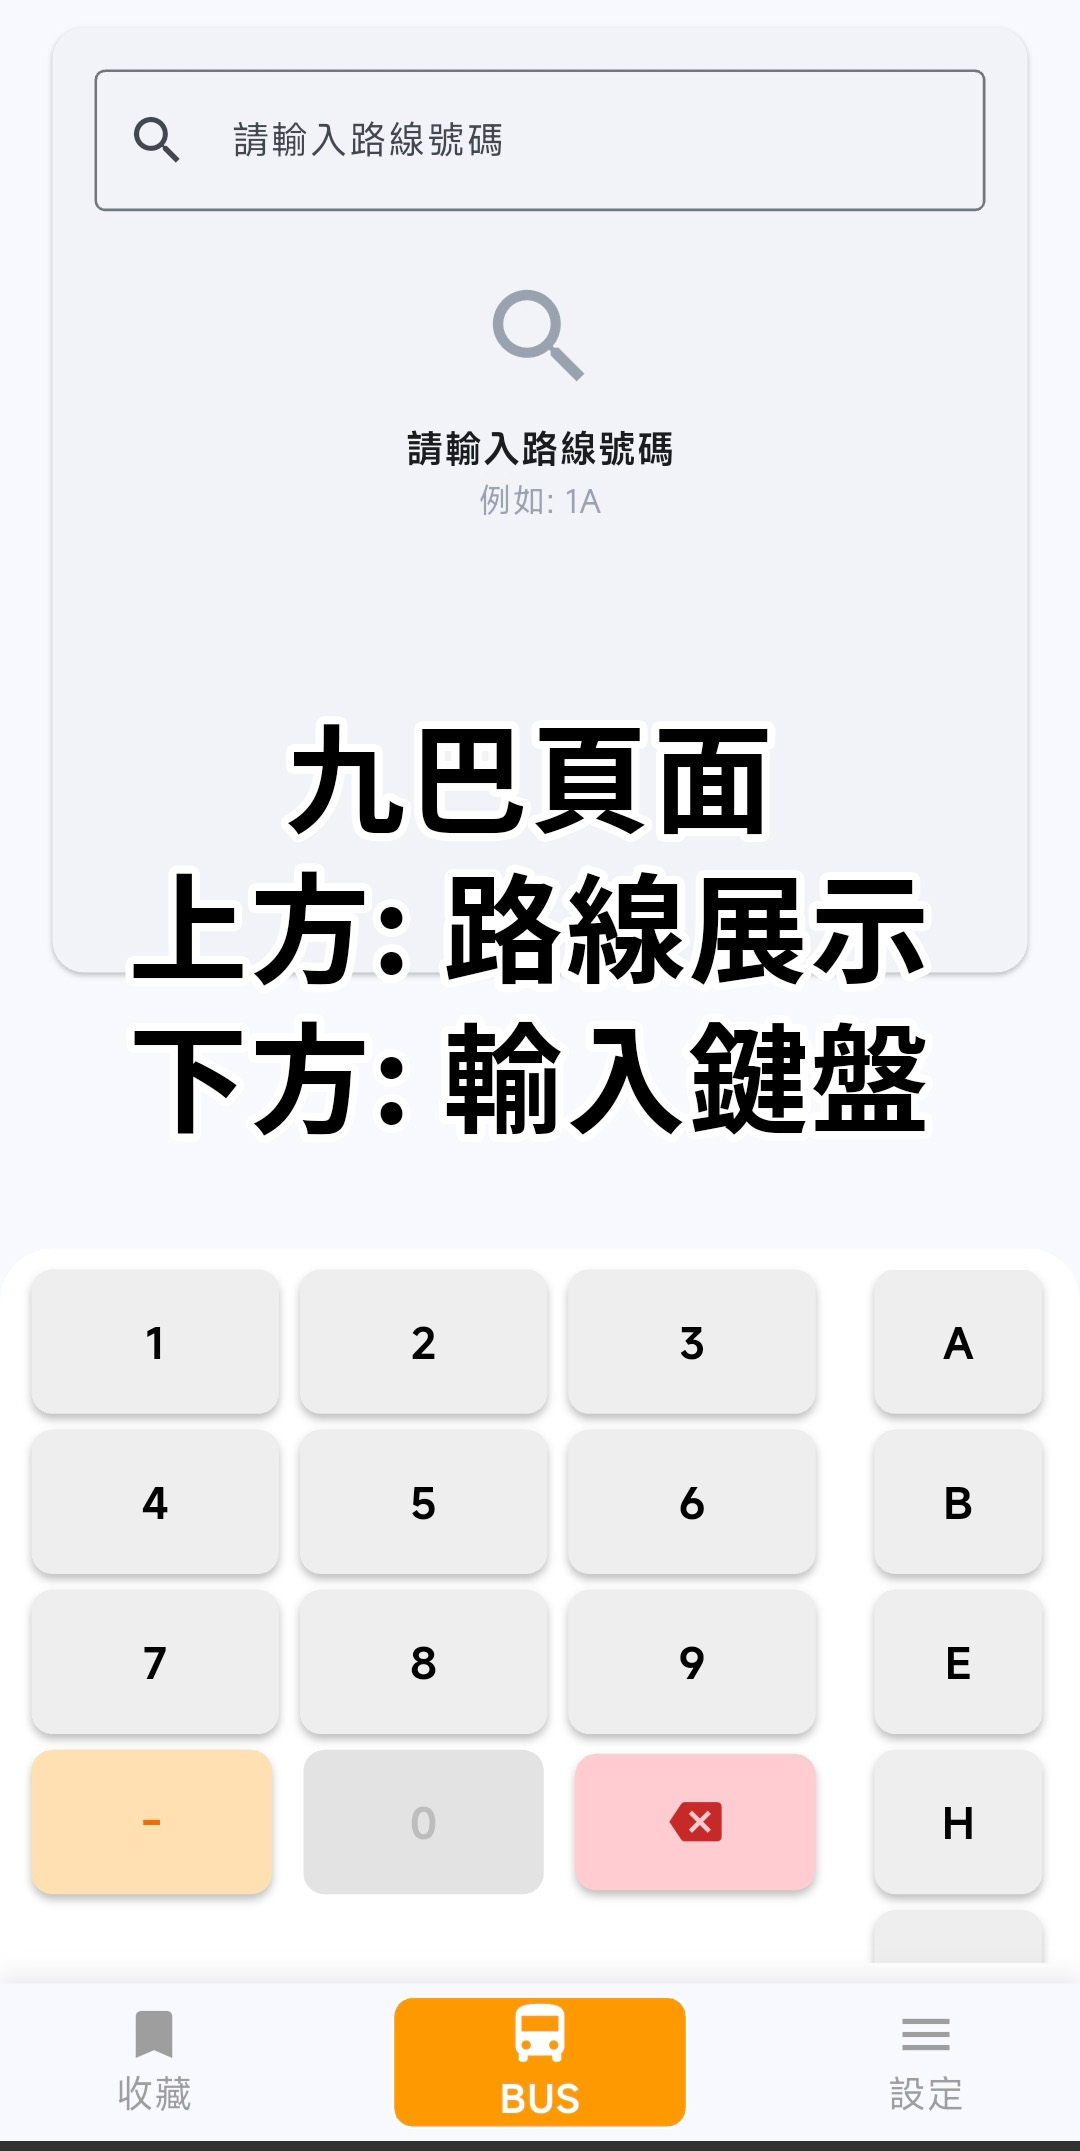 請輸入路線號碼
請輸入路線號碼
例如: 1A
九巴頁面
上方: 路線展示
下方: 輸入鍵盤
1 2 3 A
4 5 6 B
7 8 9 E
- 0 H
收藏 BUS 設定